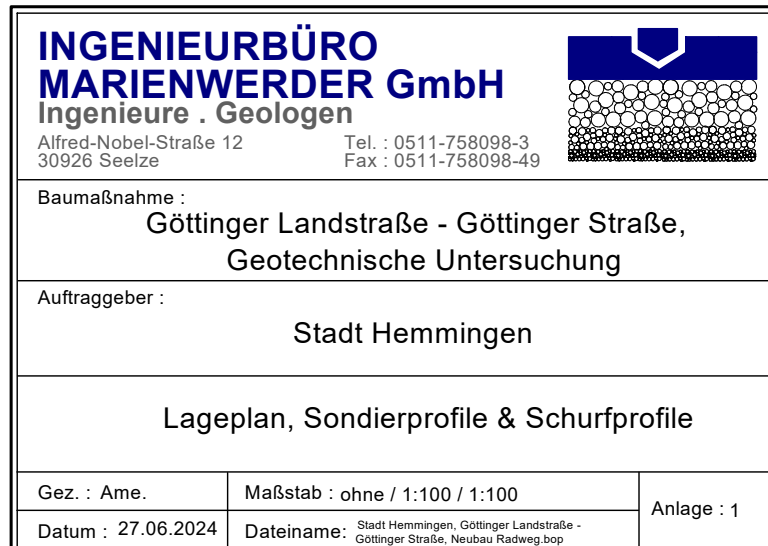 INGENIEURBÜRO
MARIENWERDER GmbH
Ingenieure . Geologen
Alfred-Nobel-Straße 12
30926 Seelze
Tel. : 0511-758098-3
Fax : 0511-758098-49
Baumaßnahme :
Göttinger Landstraße - Göttinger Straße,
Geotechnische Untersuchung
Auftraggeber :
Stadt Hemmingen
Lageplan, Sondierprofile & Schurfprofile
Gez. : Ame.
Maßstab : ohne / 1:100 / 1:100
Anlage : 1
Datum : 27.06.2024
Dateiname: Stadt Hemmingen, Göttinger Landstraße -
Göttinger Straße, Neubau Radweg.bop